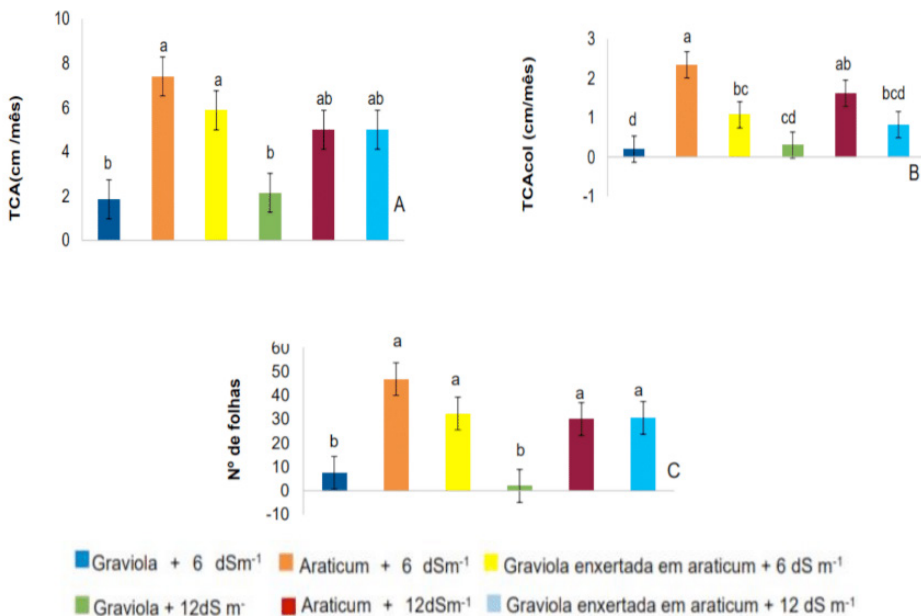 10
8
6
4
2
0
TCA(cm /mês)
b
a
a
b
ab
ab
A
3
2
1
0
-1
TCAcol (cm/mês)
d
a
bc
cd
ab
bcd
B
60
50
40
30
20
10
0
-10
Nº de folhas
b
a
a
b
a
a
C
Graviola + 6 dSm⁻¹
Araticum + 6 dSm⁻¹
Graviola enxertada em araticum + 6 dS m⁻¹
Graviola + 12dS m⁻
Araticum + 12dSm⁻¹
Graviola enxertada em araticum + 12 dS m⁻¹